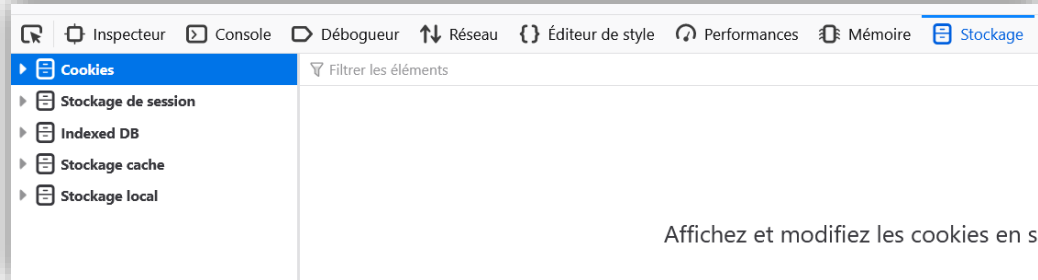 Inspecteur Console Débogueur Réseau {} Éditeur de style Performances Mémoire Stockage
Cookies
Filtrer les éléments
Stockage de session
Indexed DB
Stockage cache
Stockage local
Affichez et modifiez les cookies en s